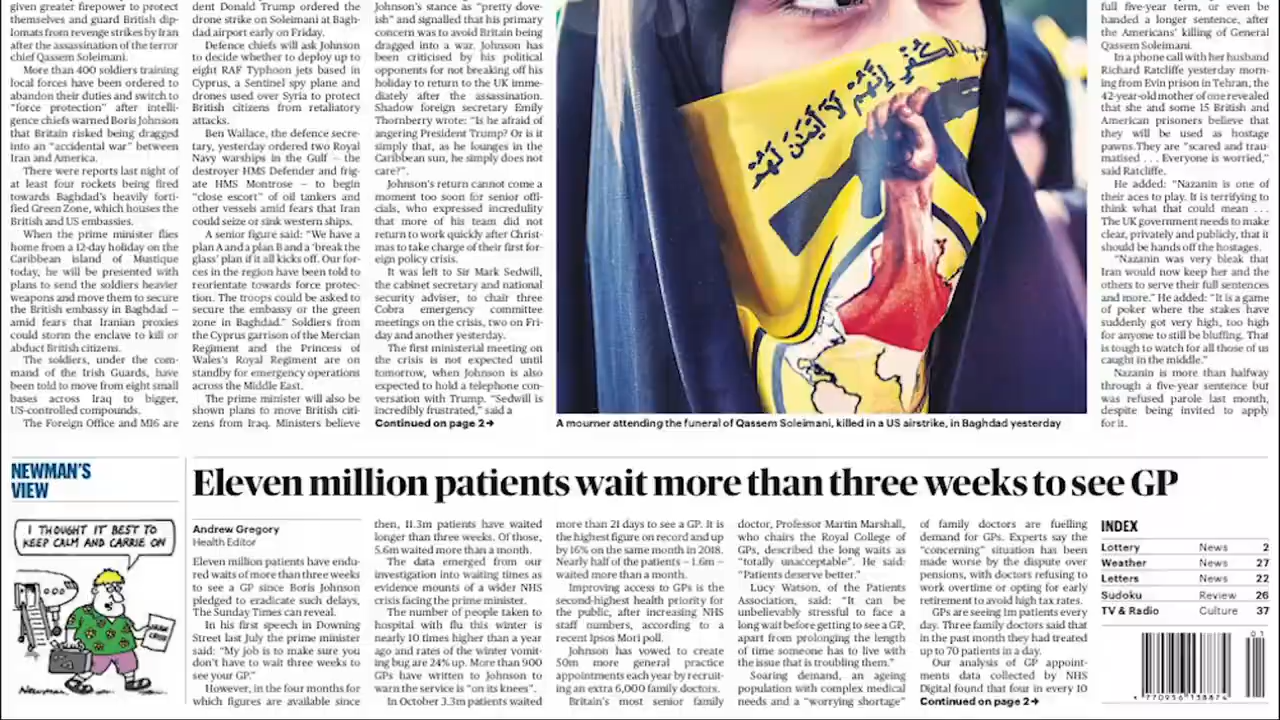 given greater firepower to protect
themselves and guard British dip-
lomats from revenge strikes by Iran
after the assassination of the terror
chief Qassem Soleimani.
More than 400 soldiers training
local forces have been ordered to
abandon their duties and switch to
“force protection” after intelli-
gence chiefs warned Boris Johnson
that Britain risked being dragged
into an “accidental war” between
Iran and America.
There were reports last night of
at least four rockets being fired
towards Baghdad’s heavily forti-
fied Green Zone, which houses the
British and US embassies.
When the prime minister flies
home from a 12-day holiday on the
Caribbean island of Mustique
today, he will be presented with
plans to send the soldiers heavier
weapons and move them to secure
the British embassy in Baghdad –
amid fears that Iranian proxies
could storm the enclave to kill or
abduct British citizens.
The soldiers, under the com-
mand of the Irish Guards, have
been told to move from eight small
bases across Iraq to bigger,
US-controlled compounds.
The Foreign Office and MI6 are
dent Donald Trump ordered the
drone strike on Soleimani at Bagh-
dad airport early on Friday.
Defence chiefs will ask Johnson
to decide whether to deploy up to
eight RAF Typhoon jets based in
Cyprus, a Sentinel spy plane and
drones used over Syria to protect
British citizens from retaliatory
attacks.
Ben Wallace, the defence secre-
tary, yesterday ordered two Royal
Navy warships in the Gulf – the
destroyer HMS Defender and frig-
ate HMS Montrose – to begin
“close escort” of oil tankers and
other vessels amid fears that Iran
could seize or sink western ships.
A senior figure said: “We have a
plan A and a plan B and a ‘break the
glass’ plan if it all kicks off. Our for-
ces in the region have been told to
reorientate towards force protec-
tion. The troops could be asked to
secure the embassy or the green
zone in Baghdad.” Soldiers from
the Cyprus garrison of the Mercian
Regiment and the Princess of
Wales’s Royal Regiment are on
standby for emergency operations
across the Middle East.
The prime minister will also be
shown plans to move British citi-
zens from Iraq. Ministers believe
Johnson’s stance as “pretty dove-
ish” and signalled that his primary
concern was to avoid Britain being
dragged into a war. Johnson has
been criticised by his political
opponents for not breaking off his
holiday to return to the UK imme-
diately after the assassination.
Shadow foreign secretary Emily
Thornberry wrote: “Is he afraid of
angering President Trump? Or is it
simply that, as he lounges in the
Caribbean sun, he simply does not
care?”.
Johnson’s return cannot come a
moment too soon for senior offi-
cials, who expressed incredulity
that more of his team did not
return to work quickly after Christ-
mas to take charge of their first for-
eign policy crisis.
It was left to Sir Mark Sedwill,
the cabinet secretary and national
security adviser, to chair three
Cobra emergency committee
meetings on the crisis, two on Fri-
day and another yesterday.
The first ministerial meeting on
the crisis is not expected until
tomorrow, when Johnson is also
expected to hold a telephone con-
versation with Trump. “Sedwill is
incredibly frustrated,” said a
Continued on page 2→
الْكُفْرِ إِنَّهُمْ لَا أَيْمَانَ لَهُمْ
A mourner attending the funeral of Qassem Soleimani, killed in a US airstrike, in Baghdad yesterday
full five-year term, or even be
handed a longer sentence, after
the Americans’ killing of General
Qassem Soleimani.
In a phone call with her husband
Richard Ratcliffe yesterday morn-
ing from Evin prison in Tehran, the
42-year-old mother of one revealed
that she and some 15 British and
American prisoners believe that
they will be used as hostage
pawns.They are “scared and trau-
matised . . . Everyone is worried,”
said Ratcliffe.
He added: “Nazanin is one of
their aces to play. It is terrifying to
think what that could mean . . .
The UK government needs to make
clear, privately and publicly, that it
should be hands off the hostages.
“Nazanin was very bleak that
Iran would now keep her and the
others to serve their full sentences
and more.” He added: “It is a game
of poker where the stakes have
suddenly got very high, too high
for anyone to still be bluffing. That
is tough to watch for all those of us
caught in the middle.”
Nazanin is more than halfway
through a five-year sentence but
was refused parole last month,
despite being invited to apply
for it.
NEWMAN’S
VIEW
I THOUGHT IT BEST TO
KEEP CALM AND CARRIE ON
IRAN
CRISIS
Newman
Eleven million patients wait more than three weeks to see GP
Andrew Gregory
Health Editor
Eleven million patients have endu-
red waits of more than three weeks
to see a GP since Boris Johnson
pledged to eradicate such delays,
The Sunday Times can reveal.
In his first speech in Downing
Street last July the prime minister
said: “My job is to make sure you
don’t have to wait three weeks to
see your GP.”
However, in the four months for
which figures are available since
then, 11.3m patients have waited
longer than three weeks. Of those,
5.6m waited more than a month.
The data emerged from our
investigation into waiting times as
evidence mounts of a wider NHS
crisis facing the prime minister.
The number of people taken to
hospital with flu this winter is
nearly 10 times higher than a year
ago and rates of the winter vomit-
ing bug are 24% up. More than 900
GPs have written to Johnson to
warn the service is “on its knees”.
In October 3.3m patients waited
more than 21 days to see a GP. It is
the highest figure on record and up
by 16% on the same month in 2018.
Nearly half of the patients – 1.6m –
waited more than a month.
Improving access to GPs is the
second-highest health priority for
the public, after increasing NHS
staff numbers, according to a
recent Ipsos Mori poll.
Johnson has vowed to create
50m more general practice
appointments each year by recruit-
ing an extra 6,000 family doctors.
Britain’s most senior family
doctor, Professor Martin Marshall,
who chairs the Royal College of
GPs, described the long waits as
“totally unacceptable”. He said:
“Patients deserve better.”
Lucy Watson, of the Patients
Association, said: “It can be
unbelievably stressful to face a
long wait before getting to see a GP,
apart from prolonging the length
of time someone has to live with
the issue that is troubling them.”
Soaring demand, an ageing
population with complex medical
needs and a “worrying shortage”
of family doctors are fuelling
demand for GPs. Experts say the
“concerning” situation has been
made worse by the dispute over
pensions, with doctors refusing to
work overtime or opting for early
retirement to avoid high tax rates.
GPs are seeing more patients every
day. Three family doctors said that
in the past month they had treated
up to 70 patients in a day.
Our analysis of GP appoint-
ments data collected by NHS
Digital found that four in every 10
Continued on page 2→
INDEX
Lottery News 2
Weather News 27
Letters News 22
Sudoku Review 26
TV & Radio Culture 37
01
9 770956 138874